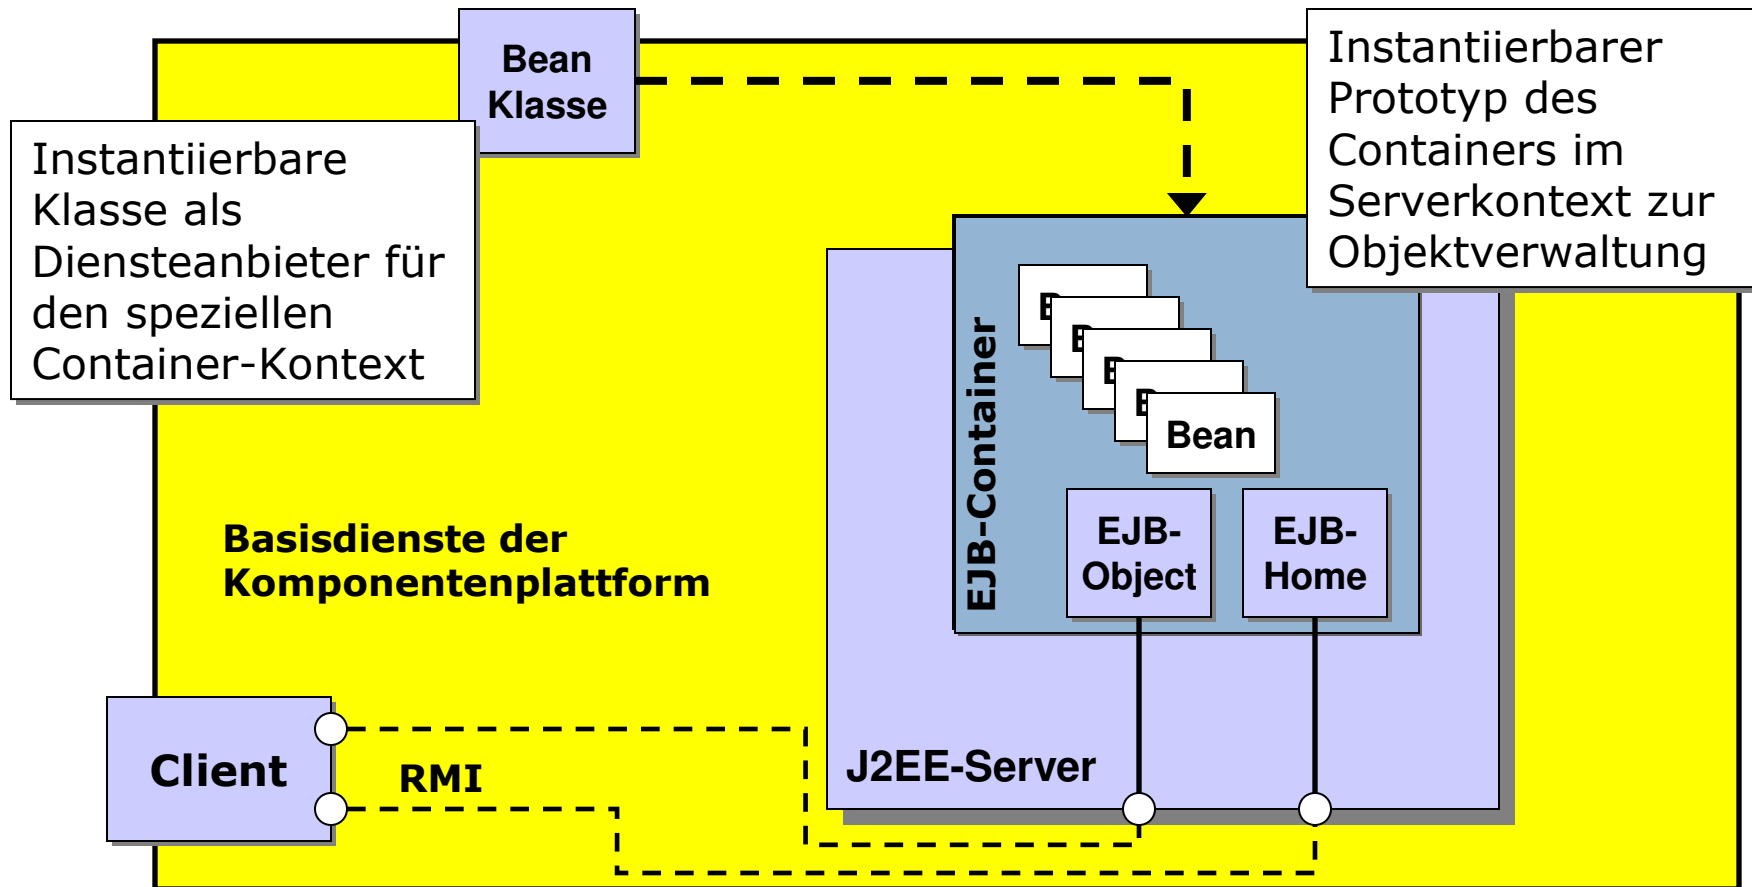 Bean
Klasse
Instantiierbarer
Prototyp des
Containers im
Serverkontext zur
Objektverwaltung
Instantiierbare
Klasse als
Diensteanbieter für
den speziellen
Container-Kontext
EJB-Container
B
B
B
B
Bean
EJB-
Object
EJB-
Home
Basisdienste der
Komponentenplattform
Client
RMI
J2EE-Server